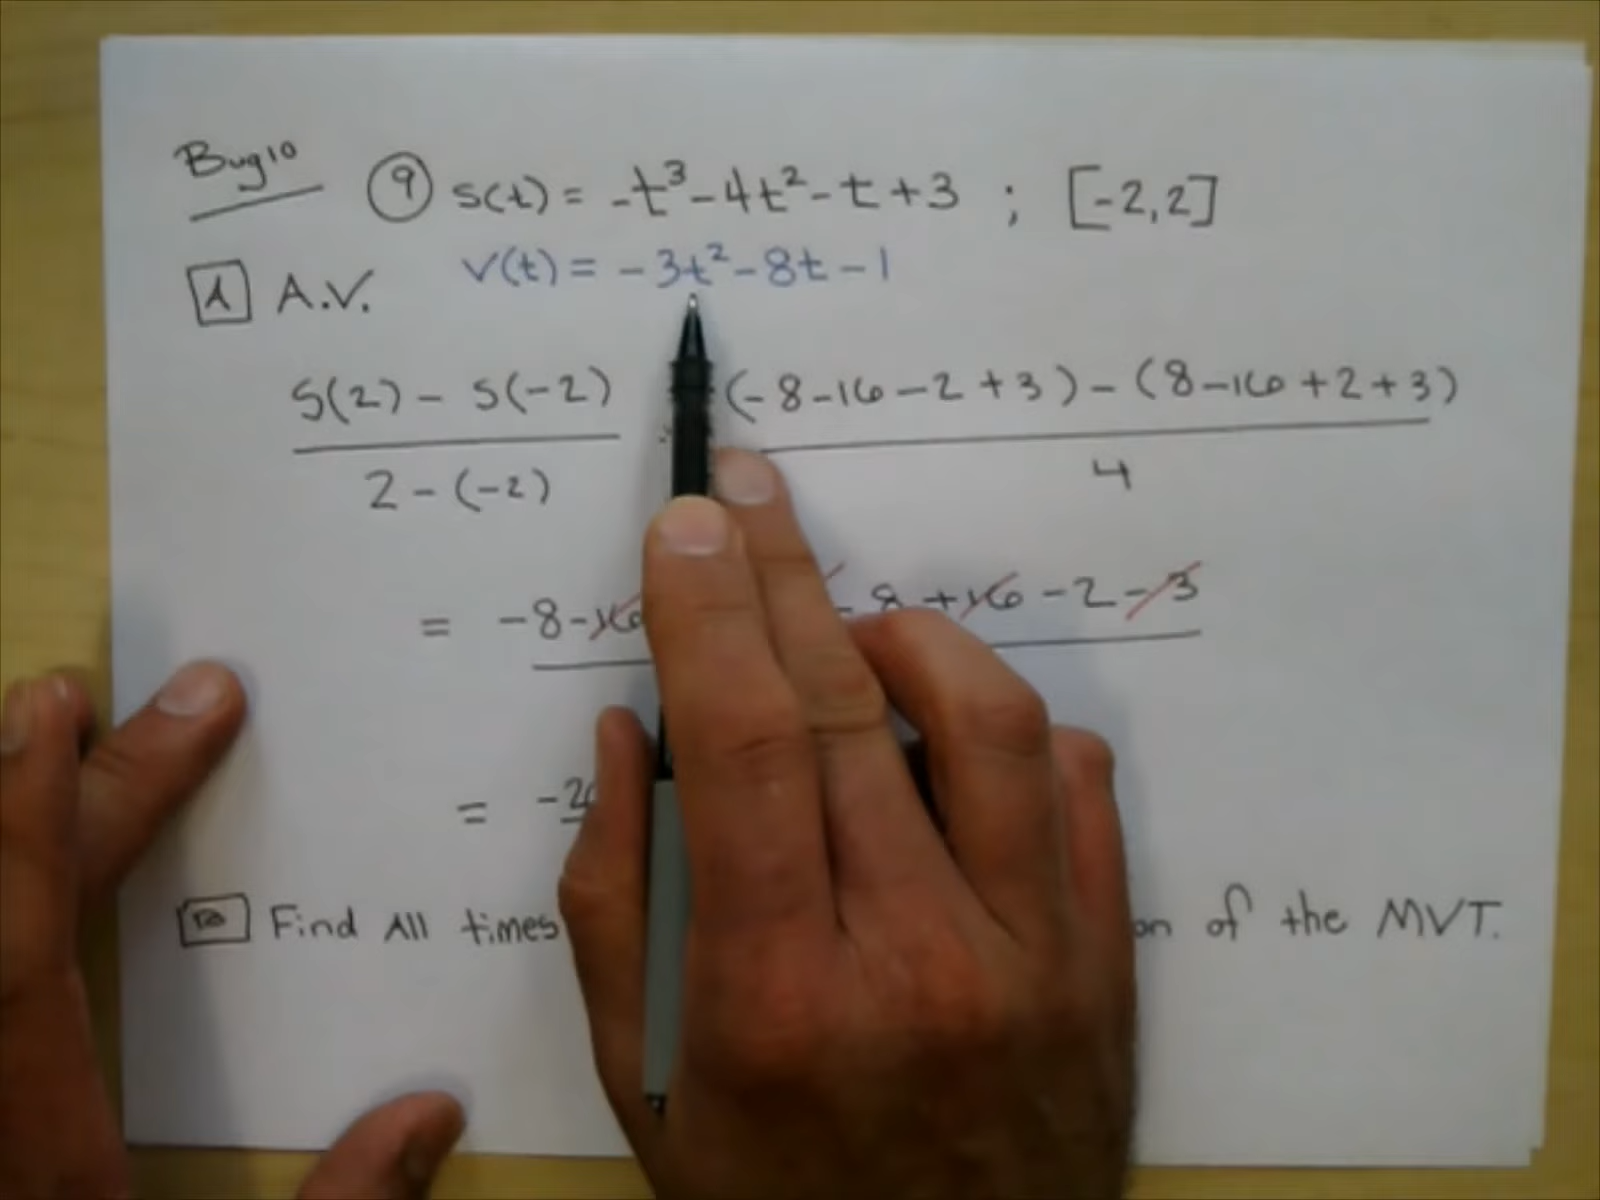 Bug10
⑨ s(t) = -t³-4t²-t+3 ; [-2,2]
v(t) = -3t²-8t-1
A A.V.
S(2) - S(-2) (-8-16-2+3)-(8-16+2+3)
2-(-2) 4
= -8-16 -8+16-2-3
= -20
B Find All times of the MVT.